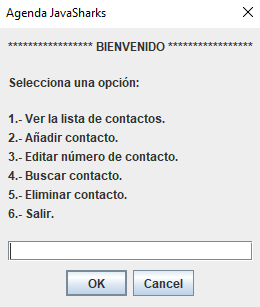 Agenda JavaSharks
***************** BIENVENIDO *****************
Selecciona una opción:
1.- Ver la lista de contactos.
2.- Añadir contacto.
3.- Editar número de contacto.
4.- Buscar contacto.
5.- Eliminar contacto.
6.- Salir.
OK Cancel